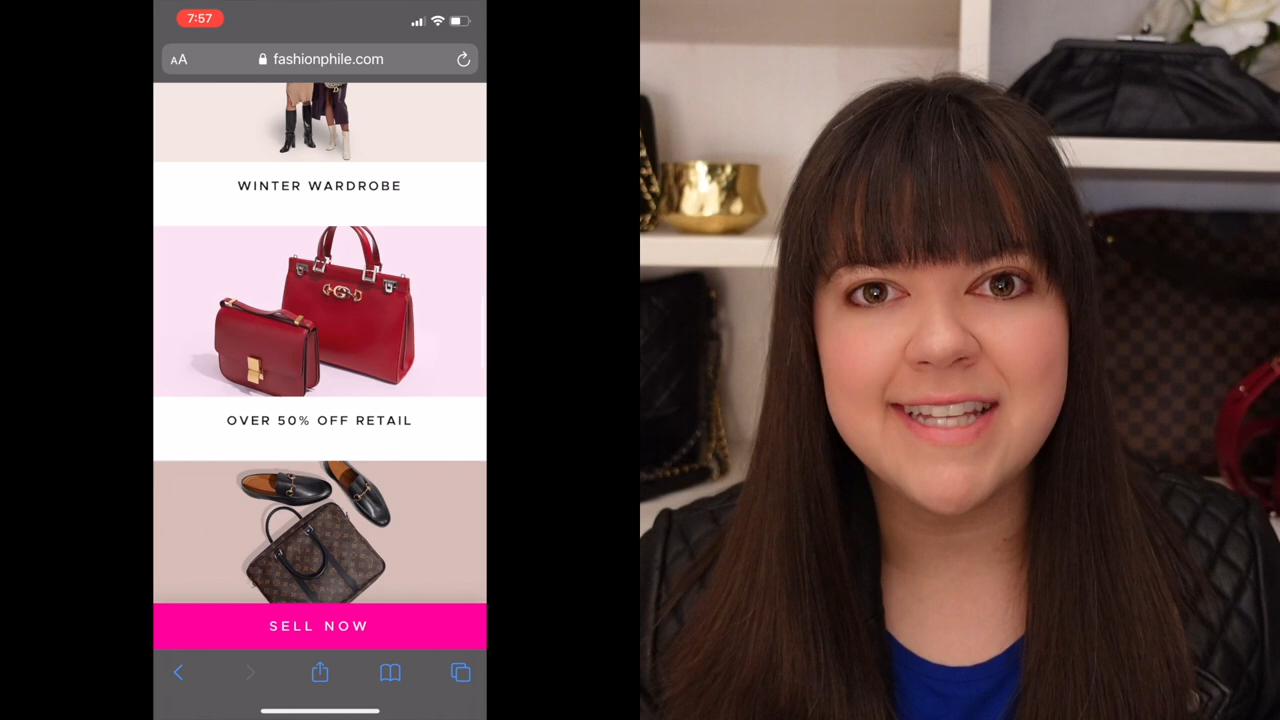 7:57
AA fashionphile.com
WINTER WARDROBE
OVER 50% OFF RETAIL
SELL NOW